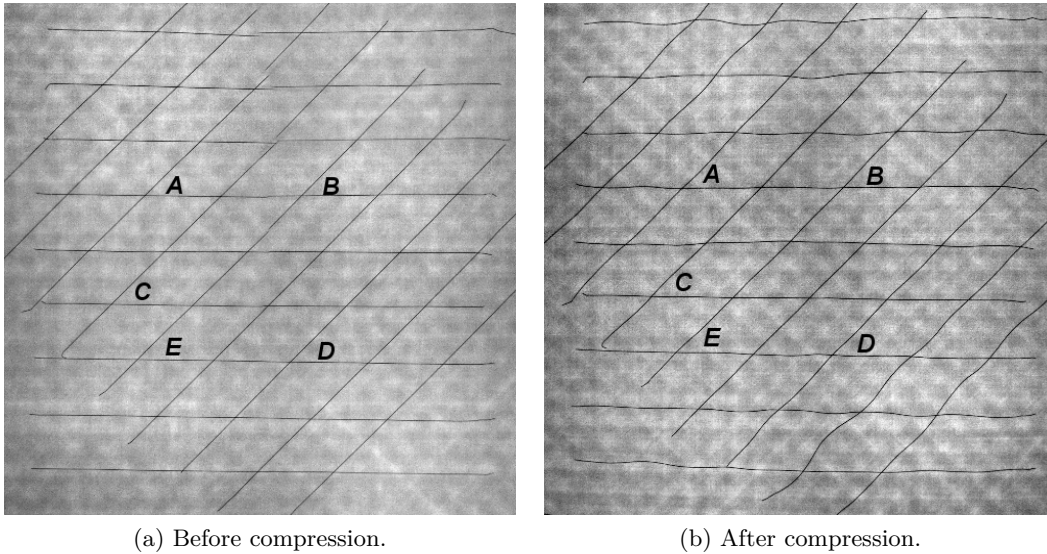 A B A B
C C
E D E D
(a) Before compression. (b) After compression.